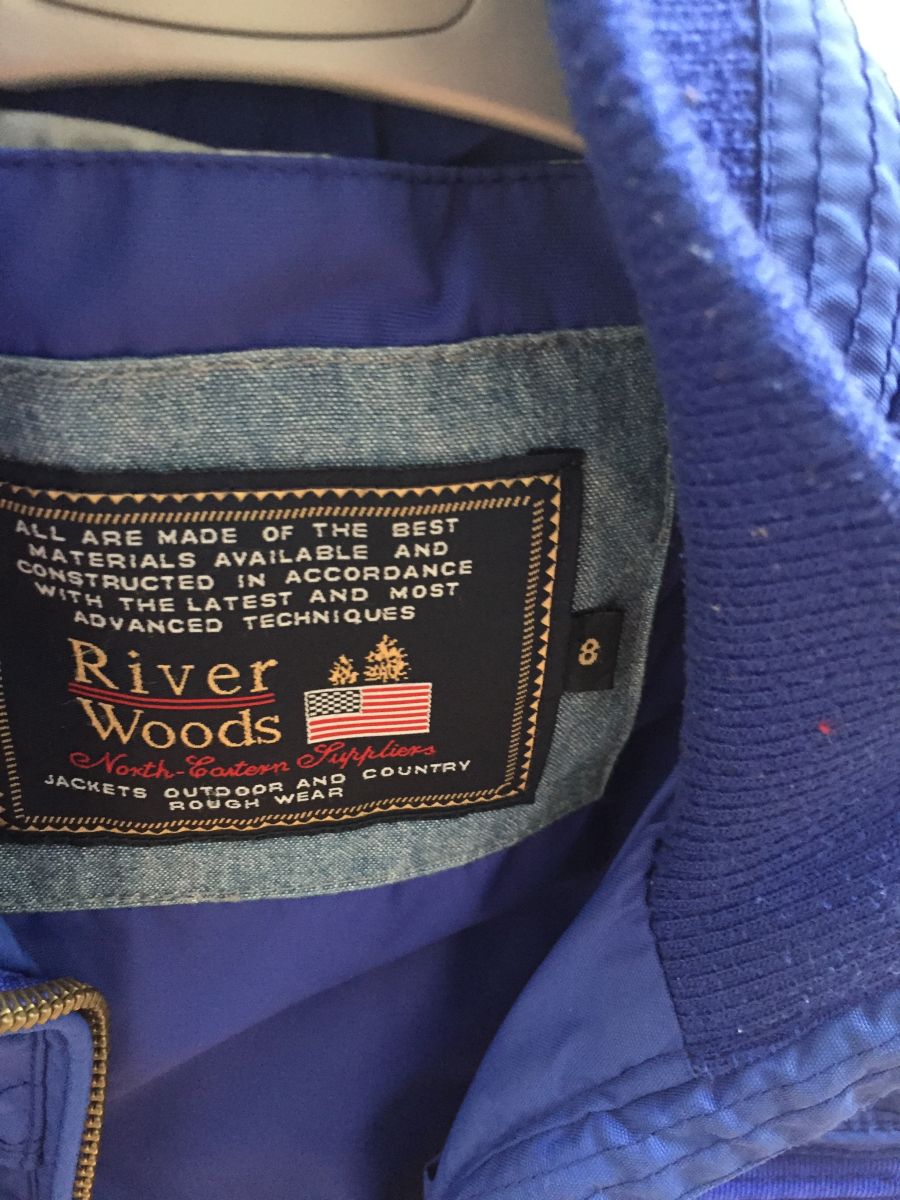 ALL ARE MADE OF THE BEST
MATERIALS AVAILABLE AND
CONSTRUCTED IN ACCORDANCE
WITH THE LATEST AND MOST
ADVANCED TECHNIQUES
River
Woods
North-Eastern Suppliers
JACKETS OUTDOOR AND COUNTRY
ROUGH WEAR
8